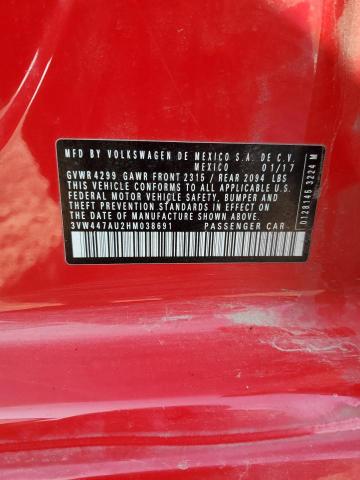 MFD BY VOLKSWAGEN DE MEXICO S.A. DE C.V.
MEXICO 01/17
GVWR 4299 GAWR FRONT 2315 / REAR 2094 LBS
THIS VEHICLE CONFORMS TO ALL APPLICABLE U.S.
FEDERAL MOTOR VEHICLE SAFETY, BUMPER AND
THEFT PREVENTION STANDARDS IN EFFECT ON
THE DATE OF MANUFACTURE SHOWN ABOVE
3VW447AU2HM038691 PASSENGER CAR
0128146 3224 M